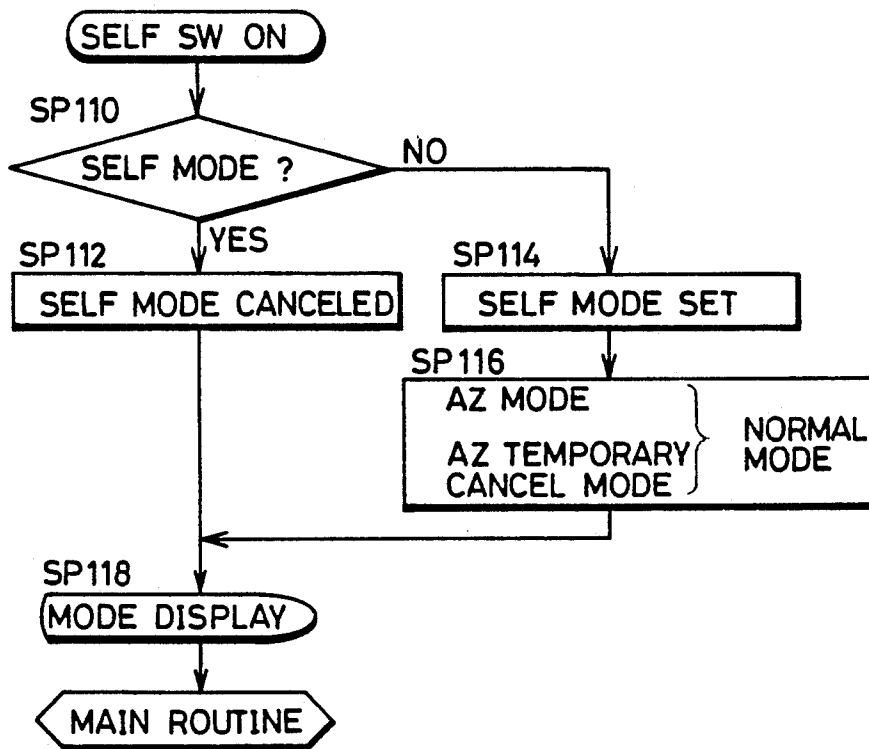 SELF SW ON
SP110
SELF MODE ?
NO
YES
SP112
SELF MODE CANCELED
SP114
SELF MODE SET
SP116
AZ MODE
AZ TEMPORARY
CANCEL MODE
NORMAL
MODE
SP118
MODE DISPLAY
MAIN ROUTINE